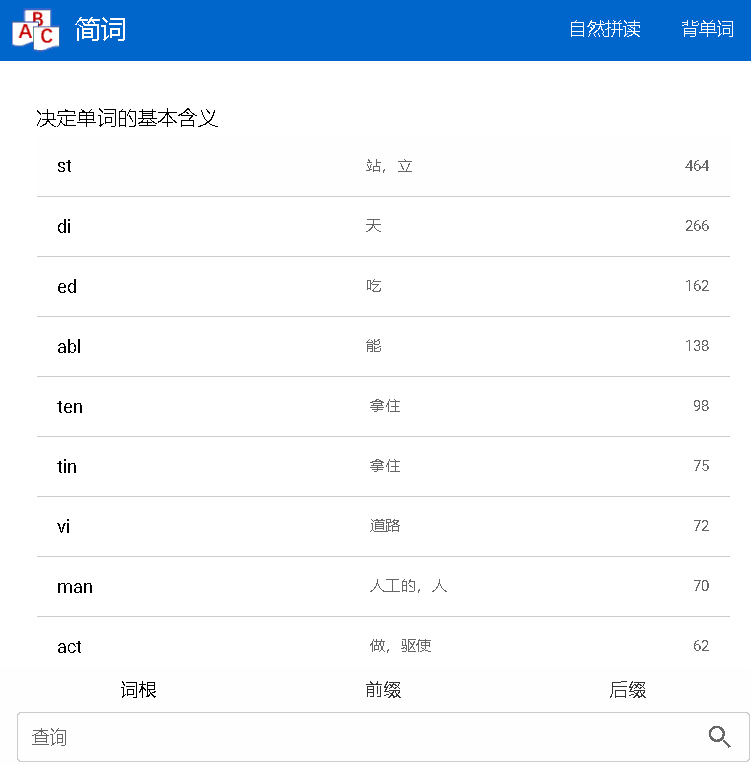 ABC 简词 自然拼读 背单词
决定单词的基本含义
st 站，立 464
di 天 266
ed 吃 162
abl 能 138
ten 拿住 98
tin 拿住 75
vi 道路 72
man 人工的，人 70
act 做，驱使 62
词根 前缀 后缀
查询